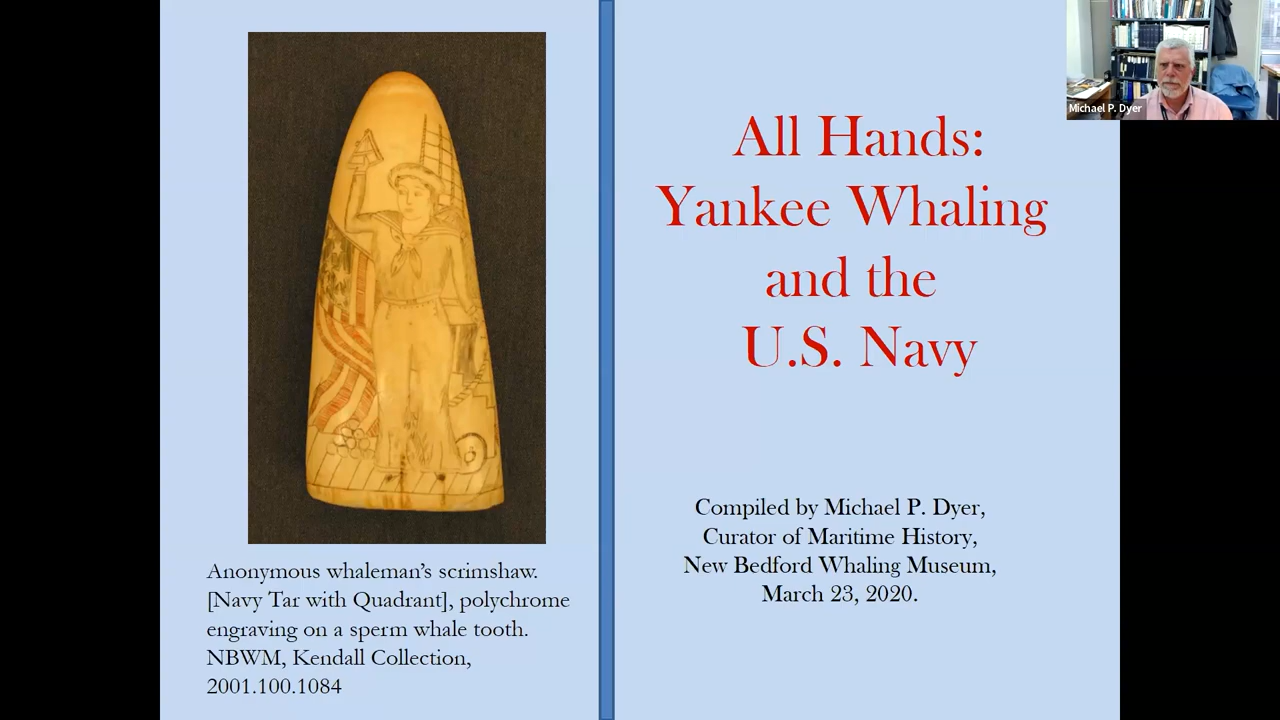 Michael P. Dyer
All Hands:
Yankee Whaling
and the
U.S. Navy
Compiled by Michael P. Dyer,
Curator of Maritime History,
New Bedford Whaling Museum,
March 23, 2020.
Anonymous whaleman's scrimshaw.
[Navy Tar with Quadrant], polychrome
engraving on a sperm whale tooth.
NBWM, Kendall Collection,
2001.100.1084